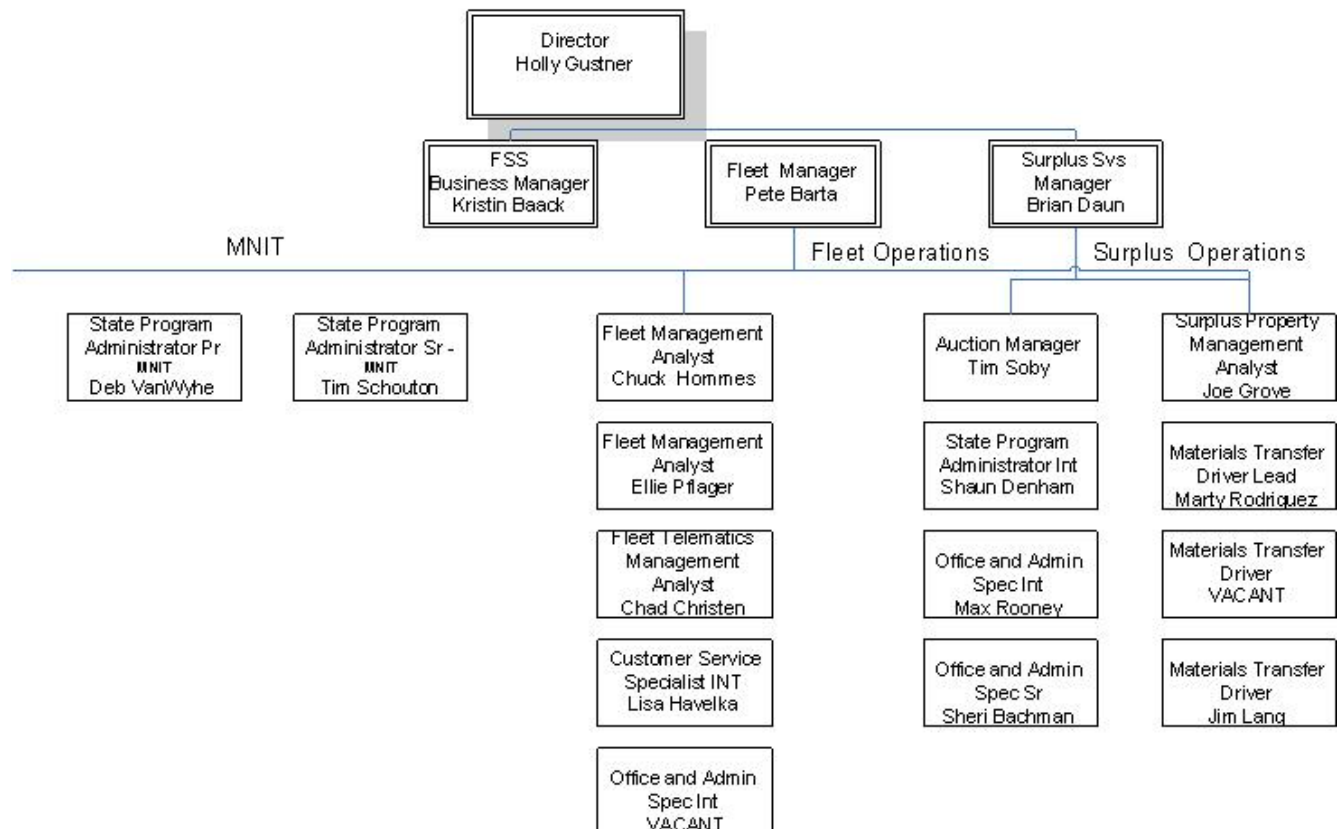 Director
Holly Gustner
FSS
Business Manager
Kristin Baack
Fleet Manager
Pete Barta
Surplus Svs
Manager
Brian Daun
MNIT
Fleet Operations
Surplus Operations
State Program
Administrator Pr
MNIT
Deb VanWyhe
State Program
Administrator Sr -
MNIT
Tim Schouton
Fleet Management
Analyst
Chuck Hommes
Auction Manager
Tim Soby
Surplus Property
Management
Analyst
Joe Grove
Fleet Management
Analyst
Ellie Pflager
State Program
Administrator Int
Shaun Denham
Materials Transfer
Driver Lead
Marty Rodriquez
Fleet Telematics
Management
Analyst
Chad Christen
Office and Admin
Spec Int
Max Rooney
Materials Transfer
Driver
VACANT
Customer Service
Specialist INT
Lisa Havelka
Office and Admin
Spec Sr
Sheri Bachman
Materials Transfer
Driver
Jim Lang
Office and Admin
Spec Int
VACANT